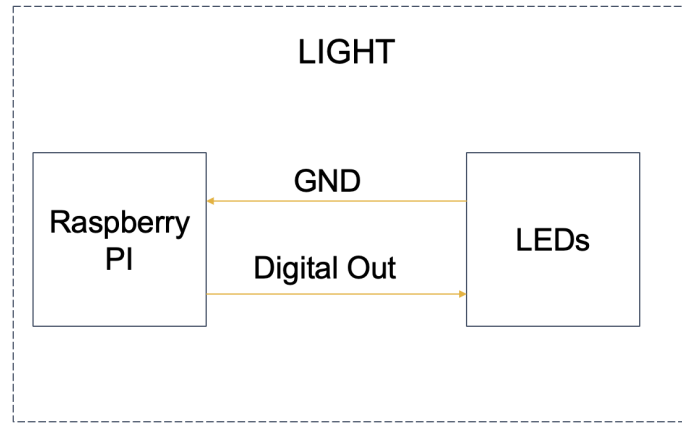 LIGHT
GND
Raspberry
PI
LEDs
Digital Out